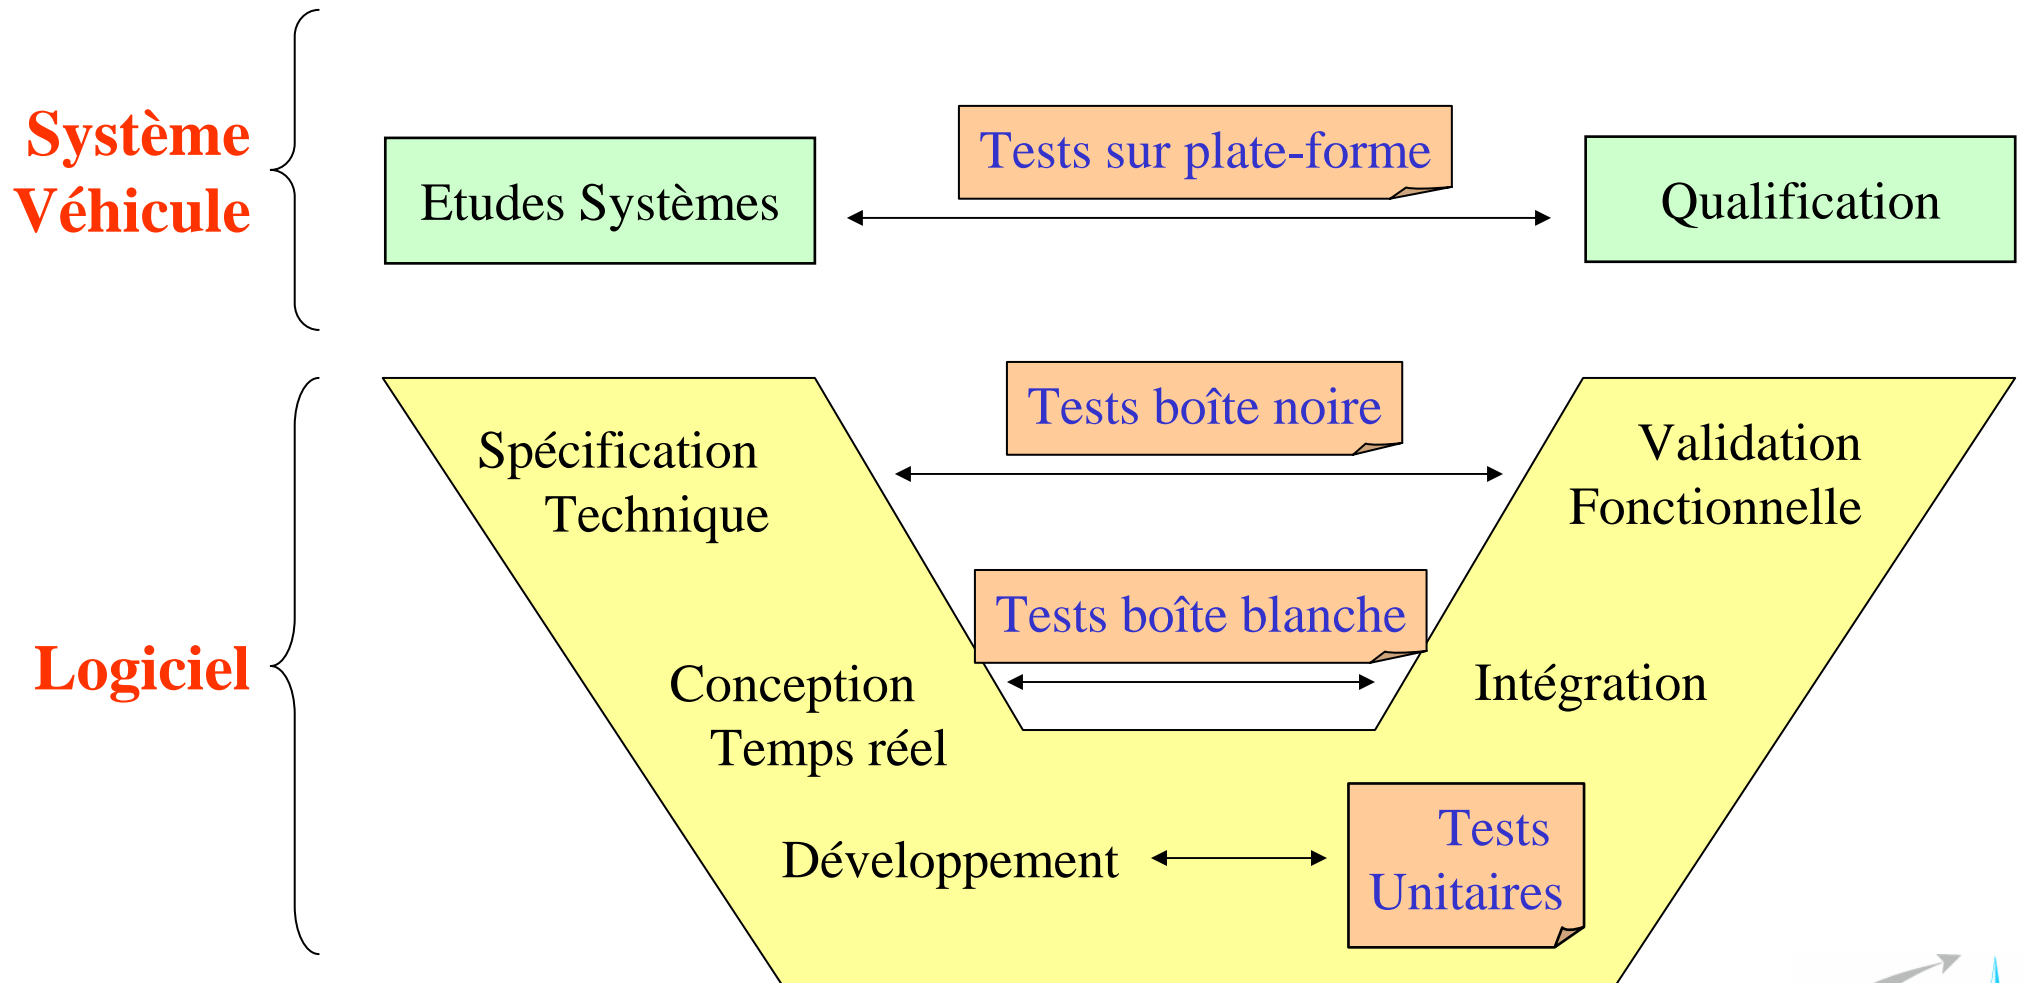 Système
Véhicule
Etudes Systèmes
Tests sur plate-forme
Qualification
Logiciel
Spécification
Technique
Tests boîte noire
Validation
Fonctionnelle
Tests boîte blanche
Conception
Temps réel
Intégration
Développement
Tests
Unitaires